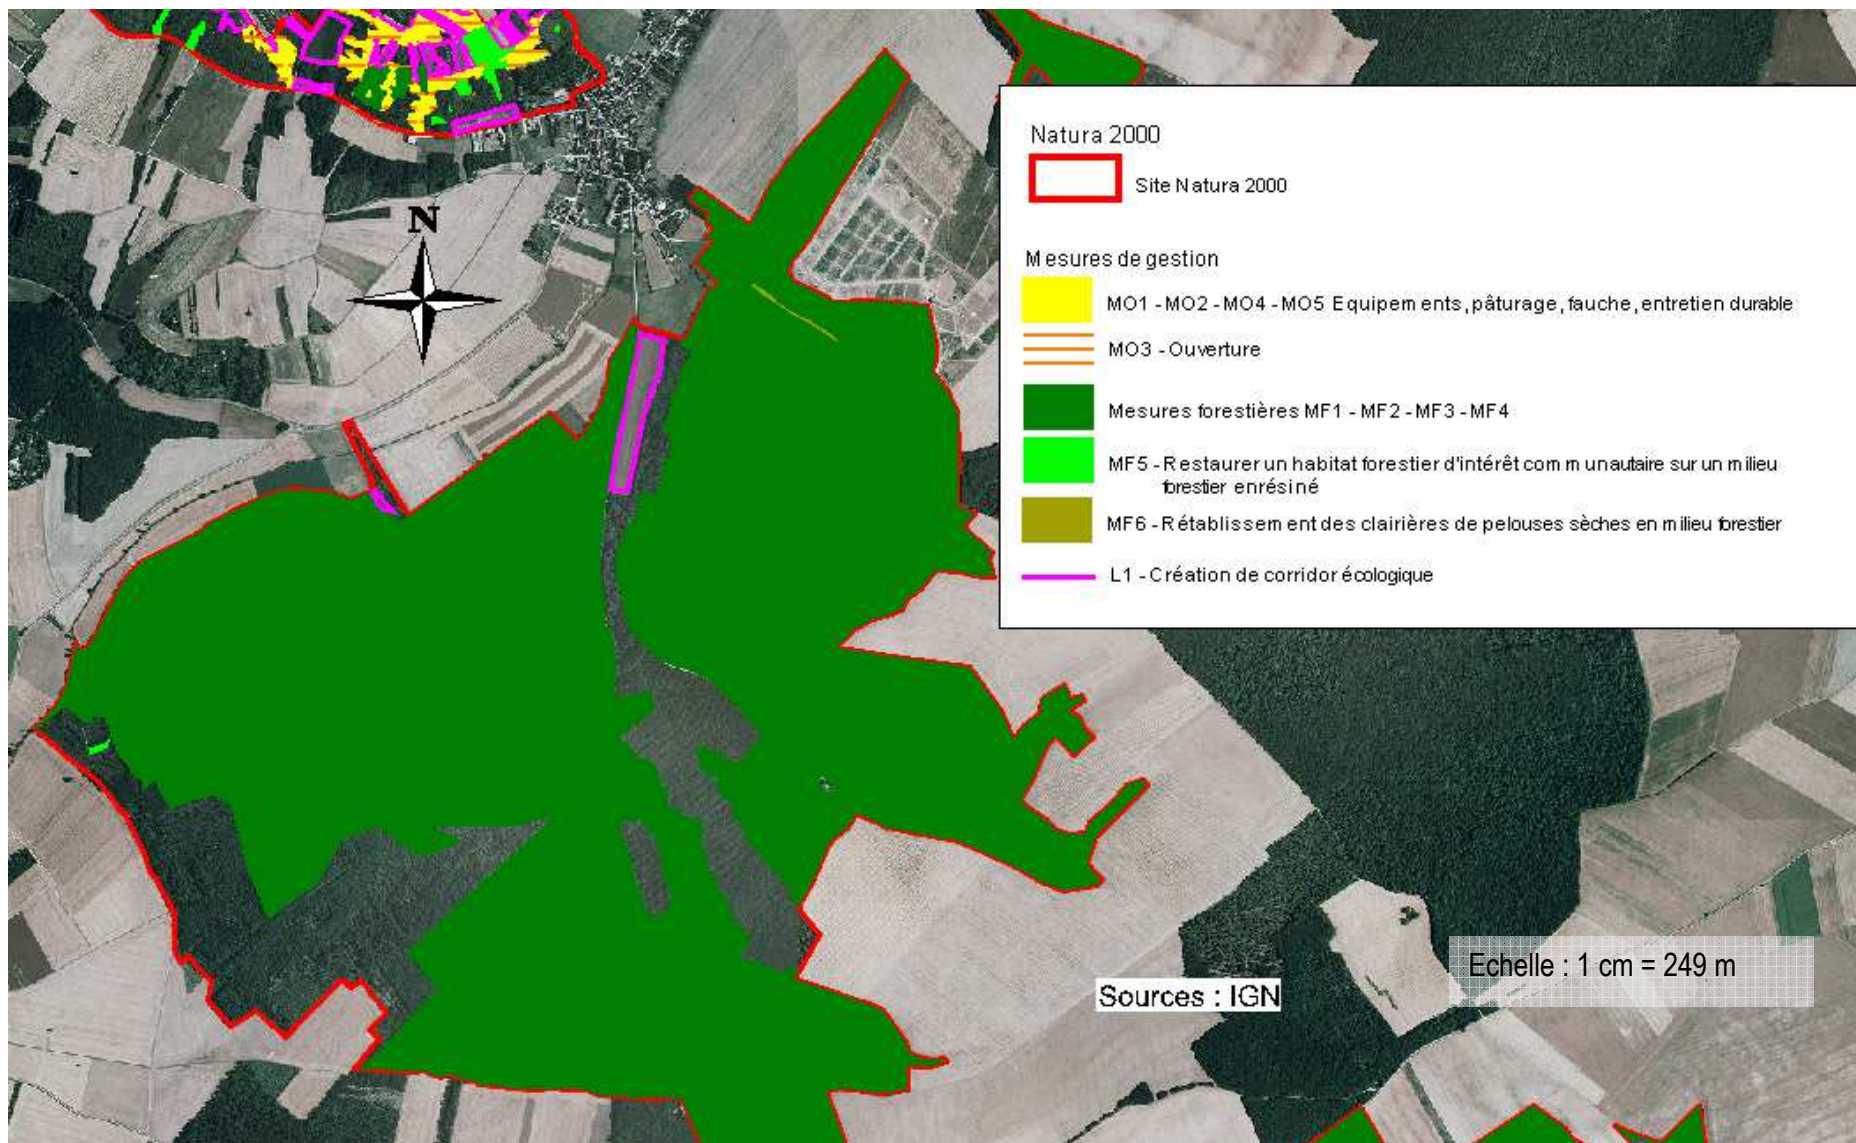 N
Natura 2000
Site Natura 2000
Mesures de gestion
MO1 - MO2 - MO4 - MO5 Equipements, pâturage, fauche, entretien durable
MO3 - Ouverture
Mesures forestières MF1 - MF2 - MF3 - MF4
MF5 - Restaurer un habitat forestier d'intérêt communautaire sur un milieu
forestier enrésiné
MF6 - Rétablissement des clairières de pelouses sèches en milieu forestier
L1 - Création de corridor écologique
Echelle : 1 cm = 249 m
Sources : IGN